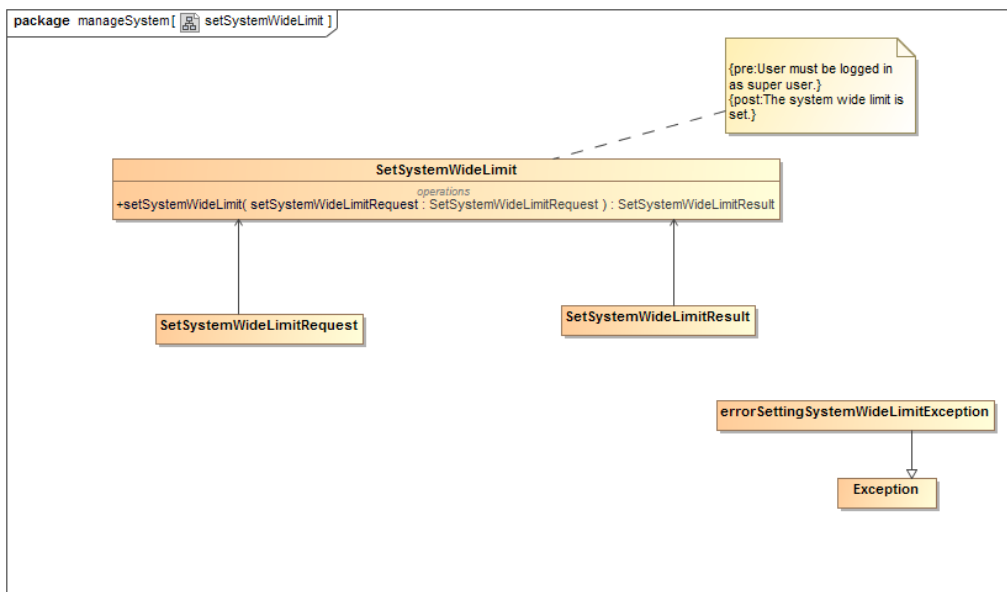 package manageSystem[ setSystemWideLimit ]
{pre:User must be logged in
as super user.}
{post:The system wide limit is
set.}
SetSystemWideLimit
operations
+setSystemWideLimit( setSystemWideLimitRequest : SetSystemWideLimitRequest ) : SetSystemWideLimitResult
SetSystemWideLimitRequest
SetSystemWideLimitResult
errorSettingSystemWideLimitException
Exception